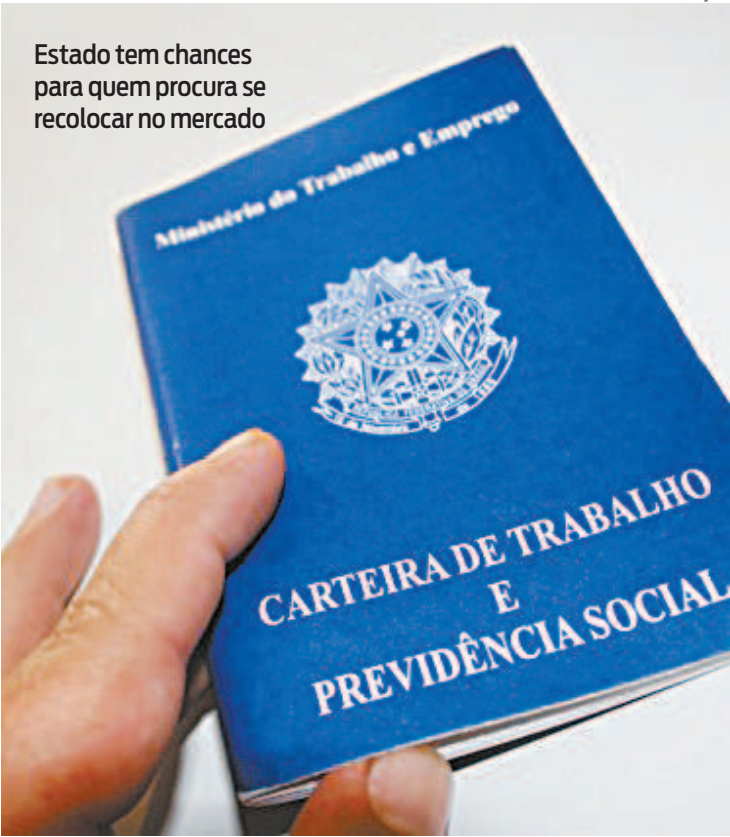 Estado tem chances
para quem procura se
recolocar no mercado
Ministério do Trabalho e Emprego
CARTEIRA DE TRABALHO
E
PREVIDÊNCIA SOCIAL